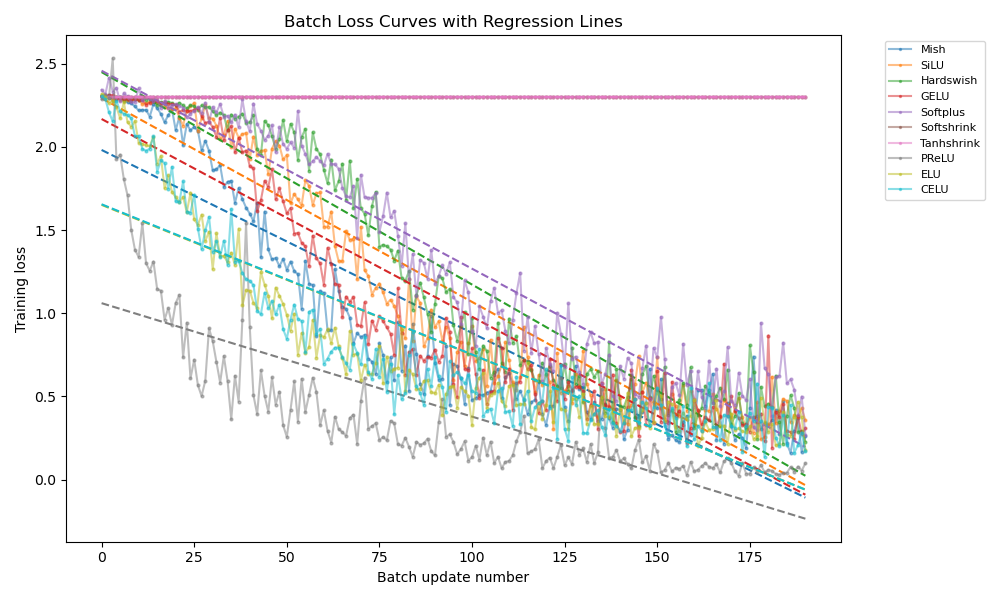 Batch Loss Curves with Regression Lines
Training loss
2.5
2.0
1.5
1.0
0.5
0.0
0
25
50
75
100
125
150
175
Batch update number
Mish
SiLU
Hardswish
GELU
Softplus
Softshrink
Tanhshrink
PReLU
ELU
CELU